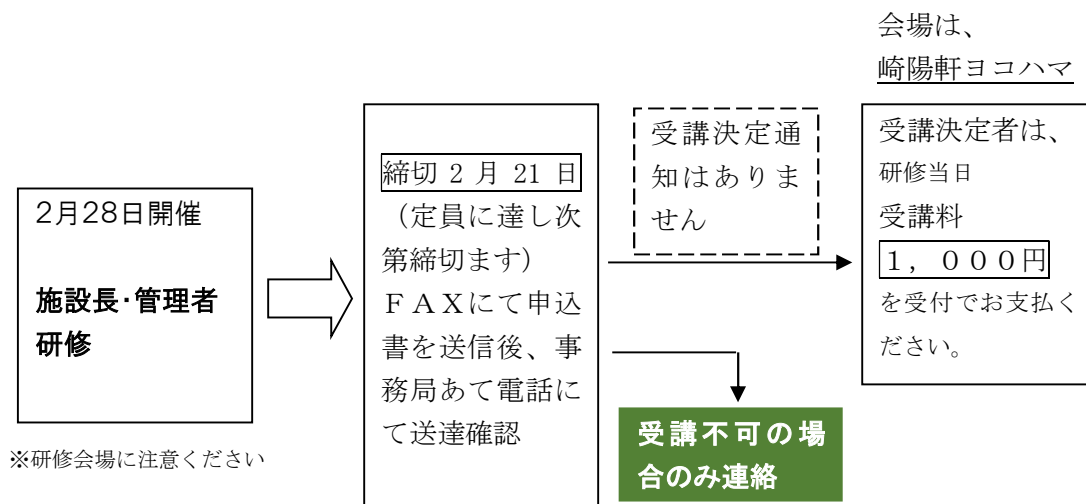 2月28日開催
施設長・管理者
研修
※研修会場に注意ください
締切 2 月 21 日
（定員に達し次
第締切ます）
ＦＡＸにて申込
書を送信後、事
務局あて電話に
て送達確認
受講決定通
知はありま
せん
受講不可の場
合のみ連絡
会場は、
崎陽軒ヨコハマ
受講決定者は、
研修当日
受講料
１，０００円
を受付でお支払く
ださい。